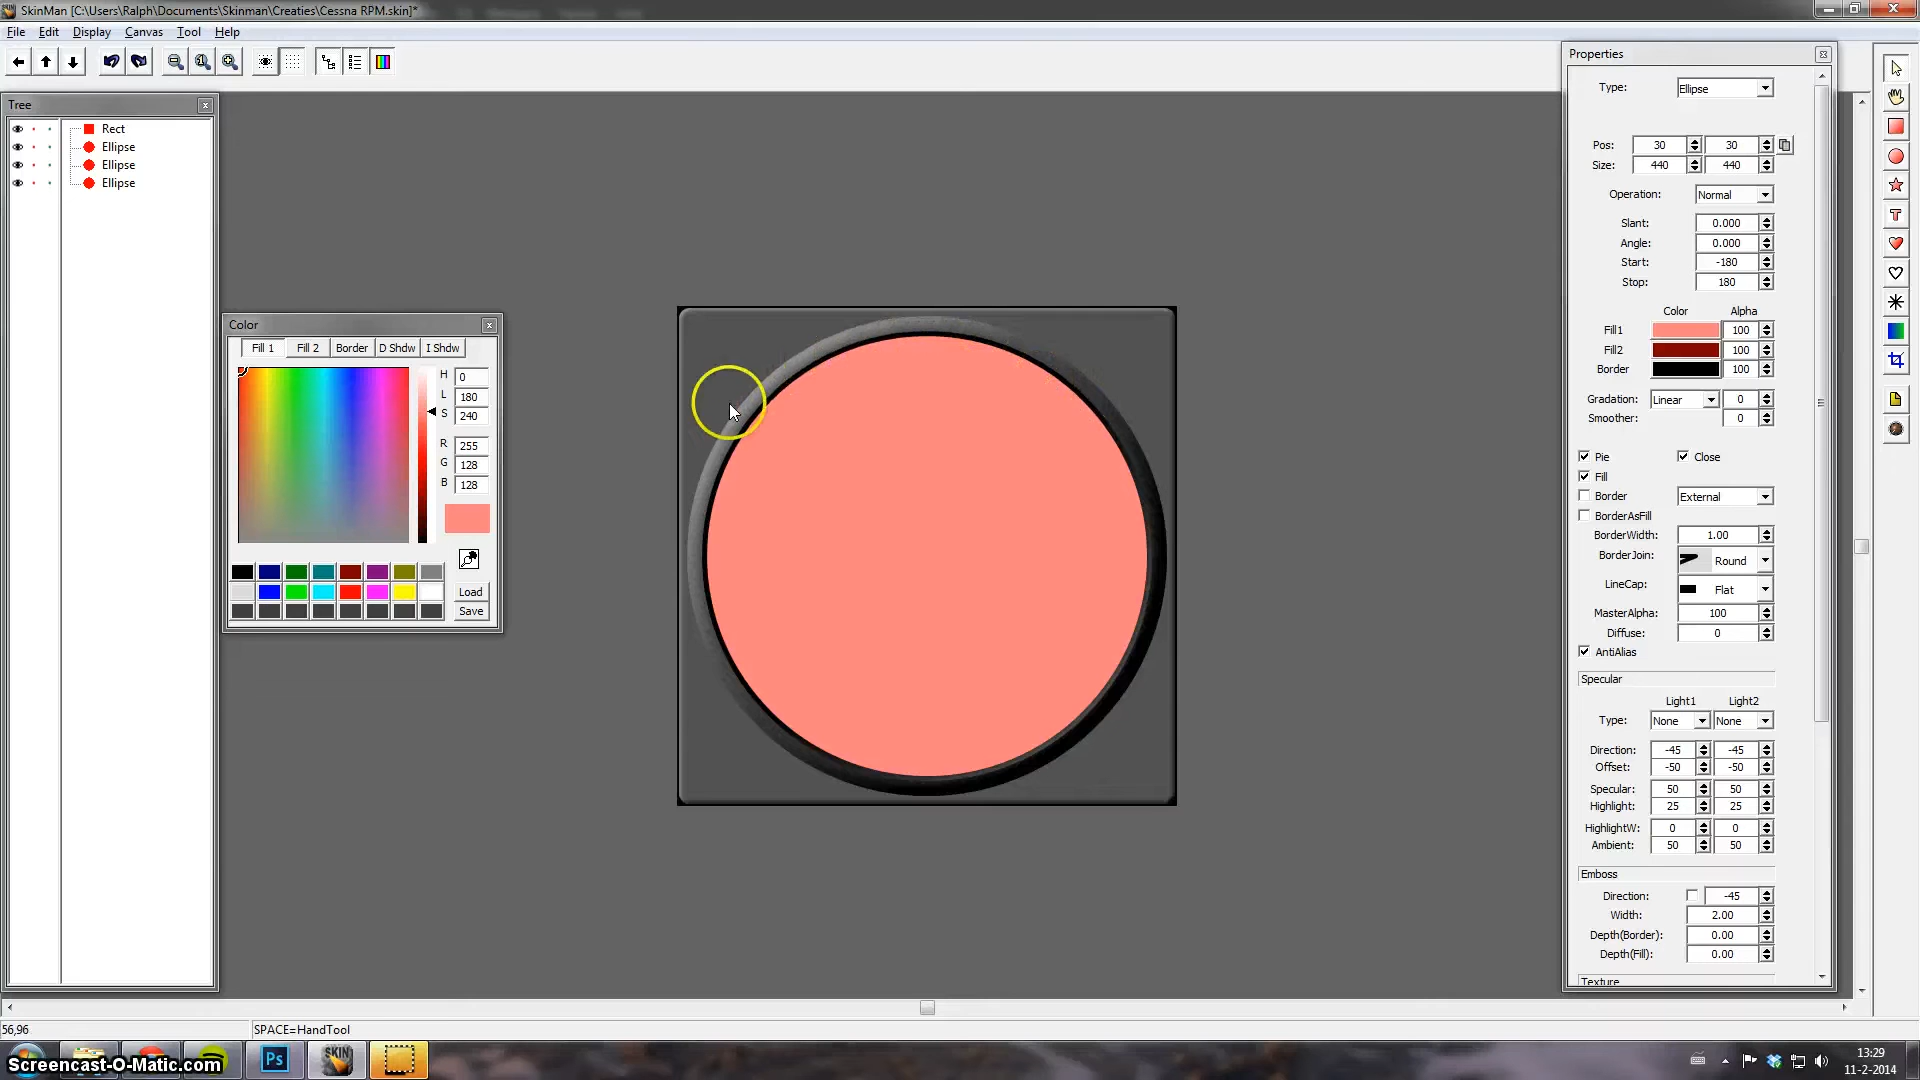 SkinMan [C:\Users\Ralph\Documents\Skinman\Creaties\Cessna RPM.skin]*
File Edit Display Canvas Tool Help
Tree
Rect
Ellipse
Ellipse
Ellipse
Color
Fill 1 Fill 2 Border D Shdw I Shdw
H 0
L 180
S 240
R 255
G 128
B 128
Load
Save
Properties
Type: Ellipse
Pos: 30 30
Size: 440 440
Operation: Normal
Slant: 0.000
Angle: 0.000
Start: -180
Stop: 180
Color Alpha
Fill1 100
Fill2 100
Border 100
Gradation: Linear 0
Smoother: 0
Pie Close
Fill
Border External
BorderAsFill
BorderWidth: 1.00
BorderJoin: Round
LineCap: Flat
MasterAlpha: 100
Diffuse: 0
AntiAlias
Specular
Light1 Light2
Type: None None
Direction: -45 -45
Offset: -50 -50
Specular: 50 50
Highlight: 25 25
HighlightW: 0 0
Ambient: 50 50
Emboss
Direction: -45
Width: 2.00
Depth(Border): 0.00
Depth(Fill): 0.00
Texture
T
56,96 SPACE=HandTool
Screencast-O-Matic.com
Ps
SKIN
13:29
11-2-2014